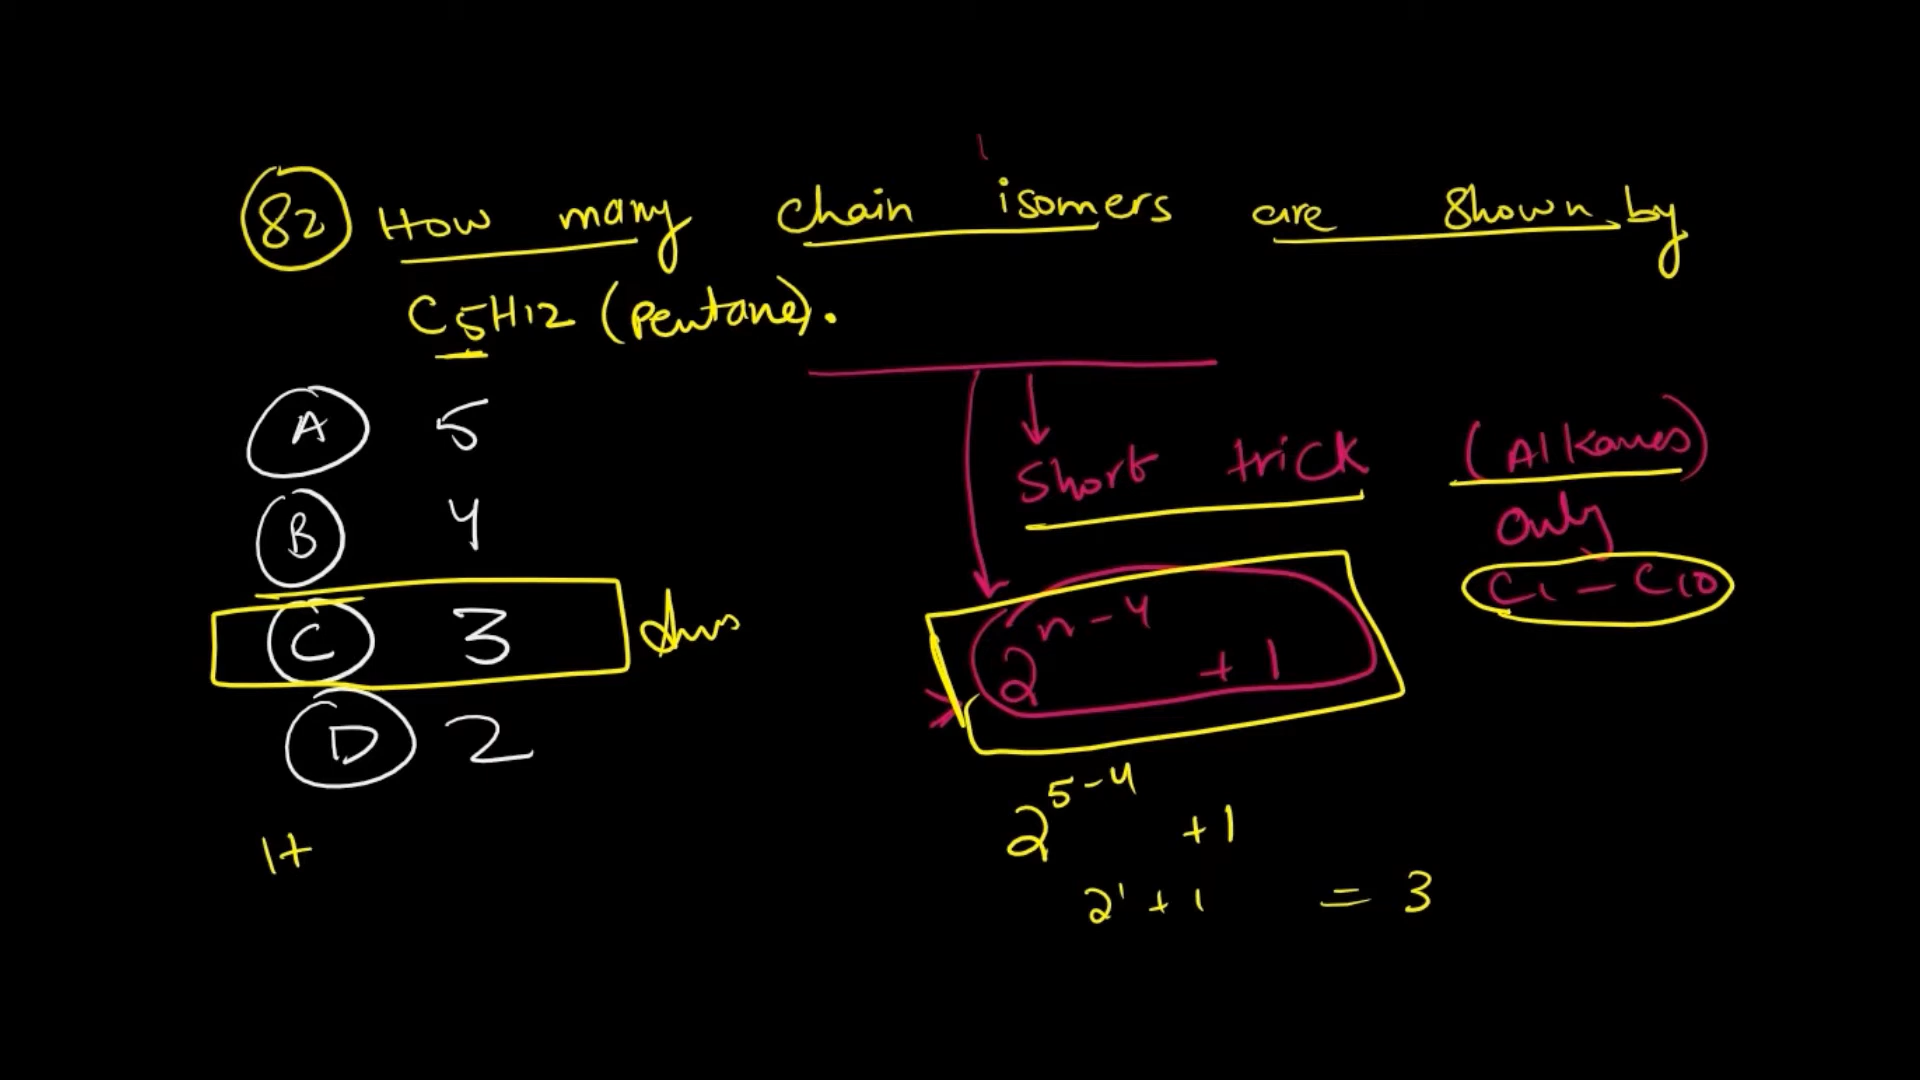 82 How many chain isomers are shown by
C5H12 (Pentane).
A 5
B 4
C 3 Ans
D 2
1+
Short trick (Alkanes)
only
C1 - C10
2^n-4 + 1
2^5-4 + 1
2^1 + 1 = 3